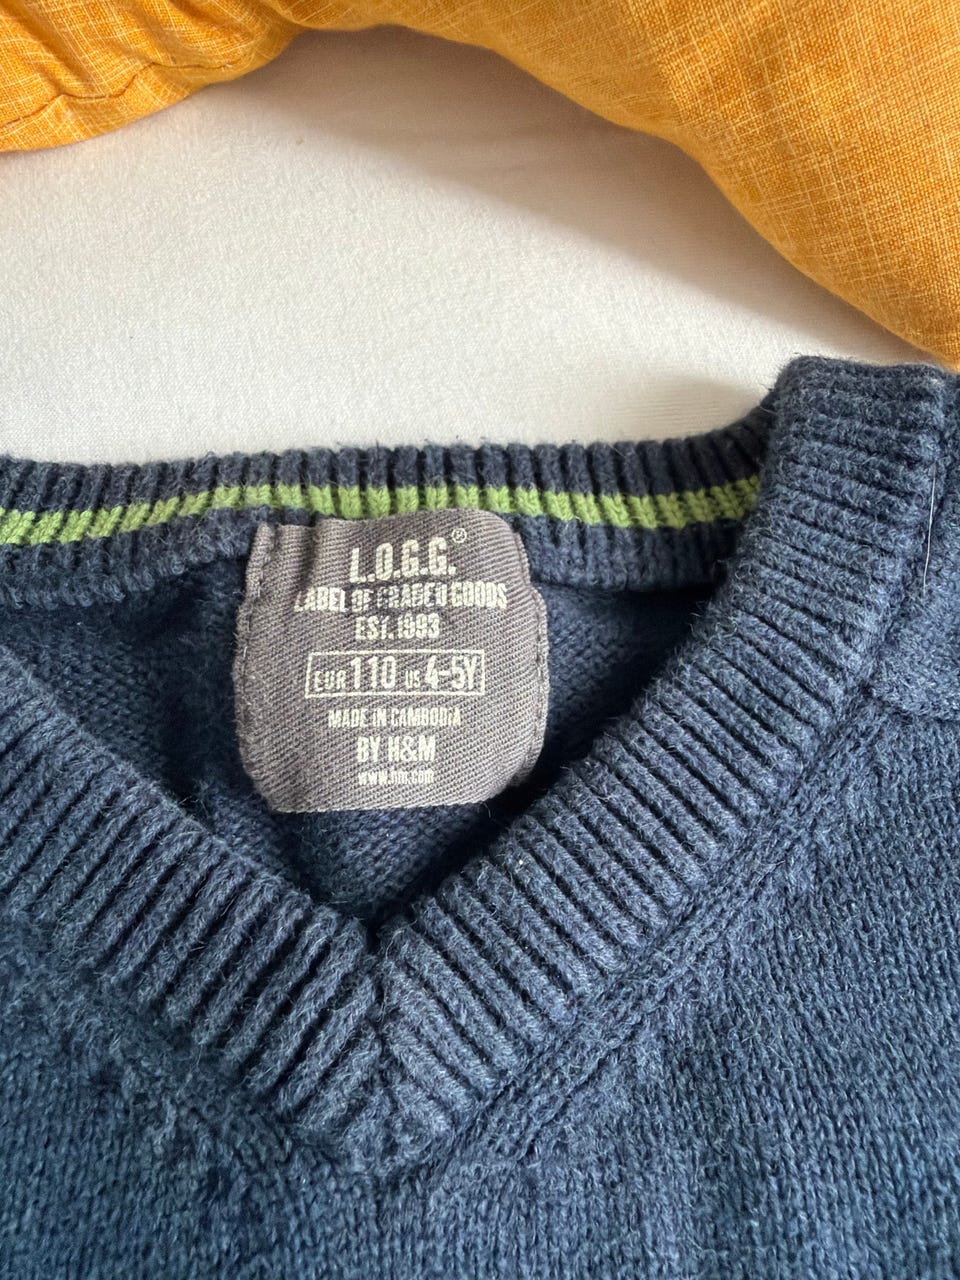 L.O.G.G.®
LABEL OF GRADED GOODS
EST. 1993
EUR 110 US 4-5Y
MADE IN CAMBODIA
BY H&M
www.hm.com